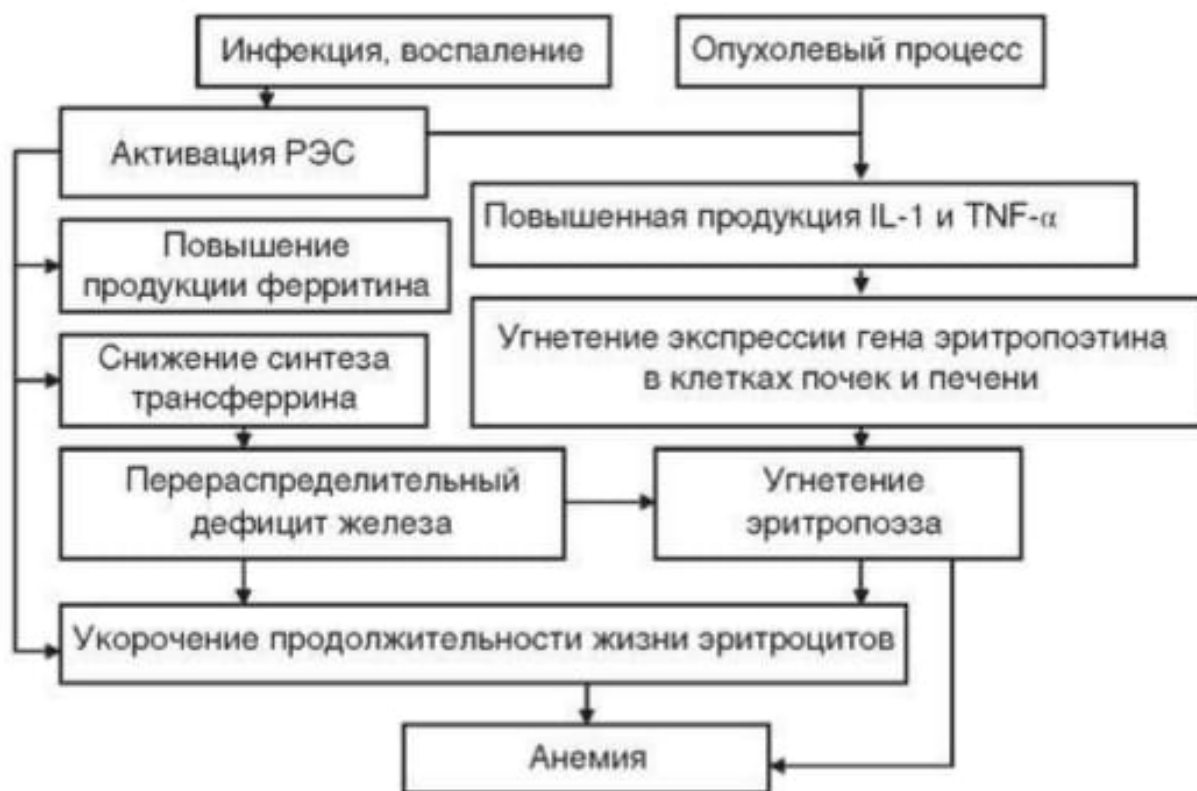 Инфекция, воспаление
Опухолевый процесс
Активация РЭС
Повышенная продукция IL-1 и TNF-α
Повышение
продукции ферритина
Снижение синтеза
трансферрина
Угнетение экспрессии гена эритропоэтина
в клетках почек и печени
Перераспределительный
дефицит железа
Угнетение
эритропоэза
Укорочение продолжительности жизни эритроцитов
Анемия